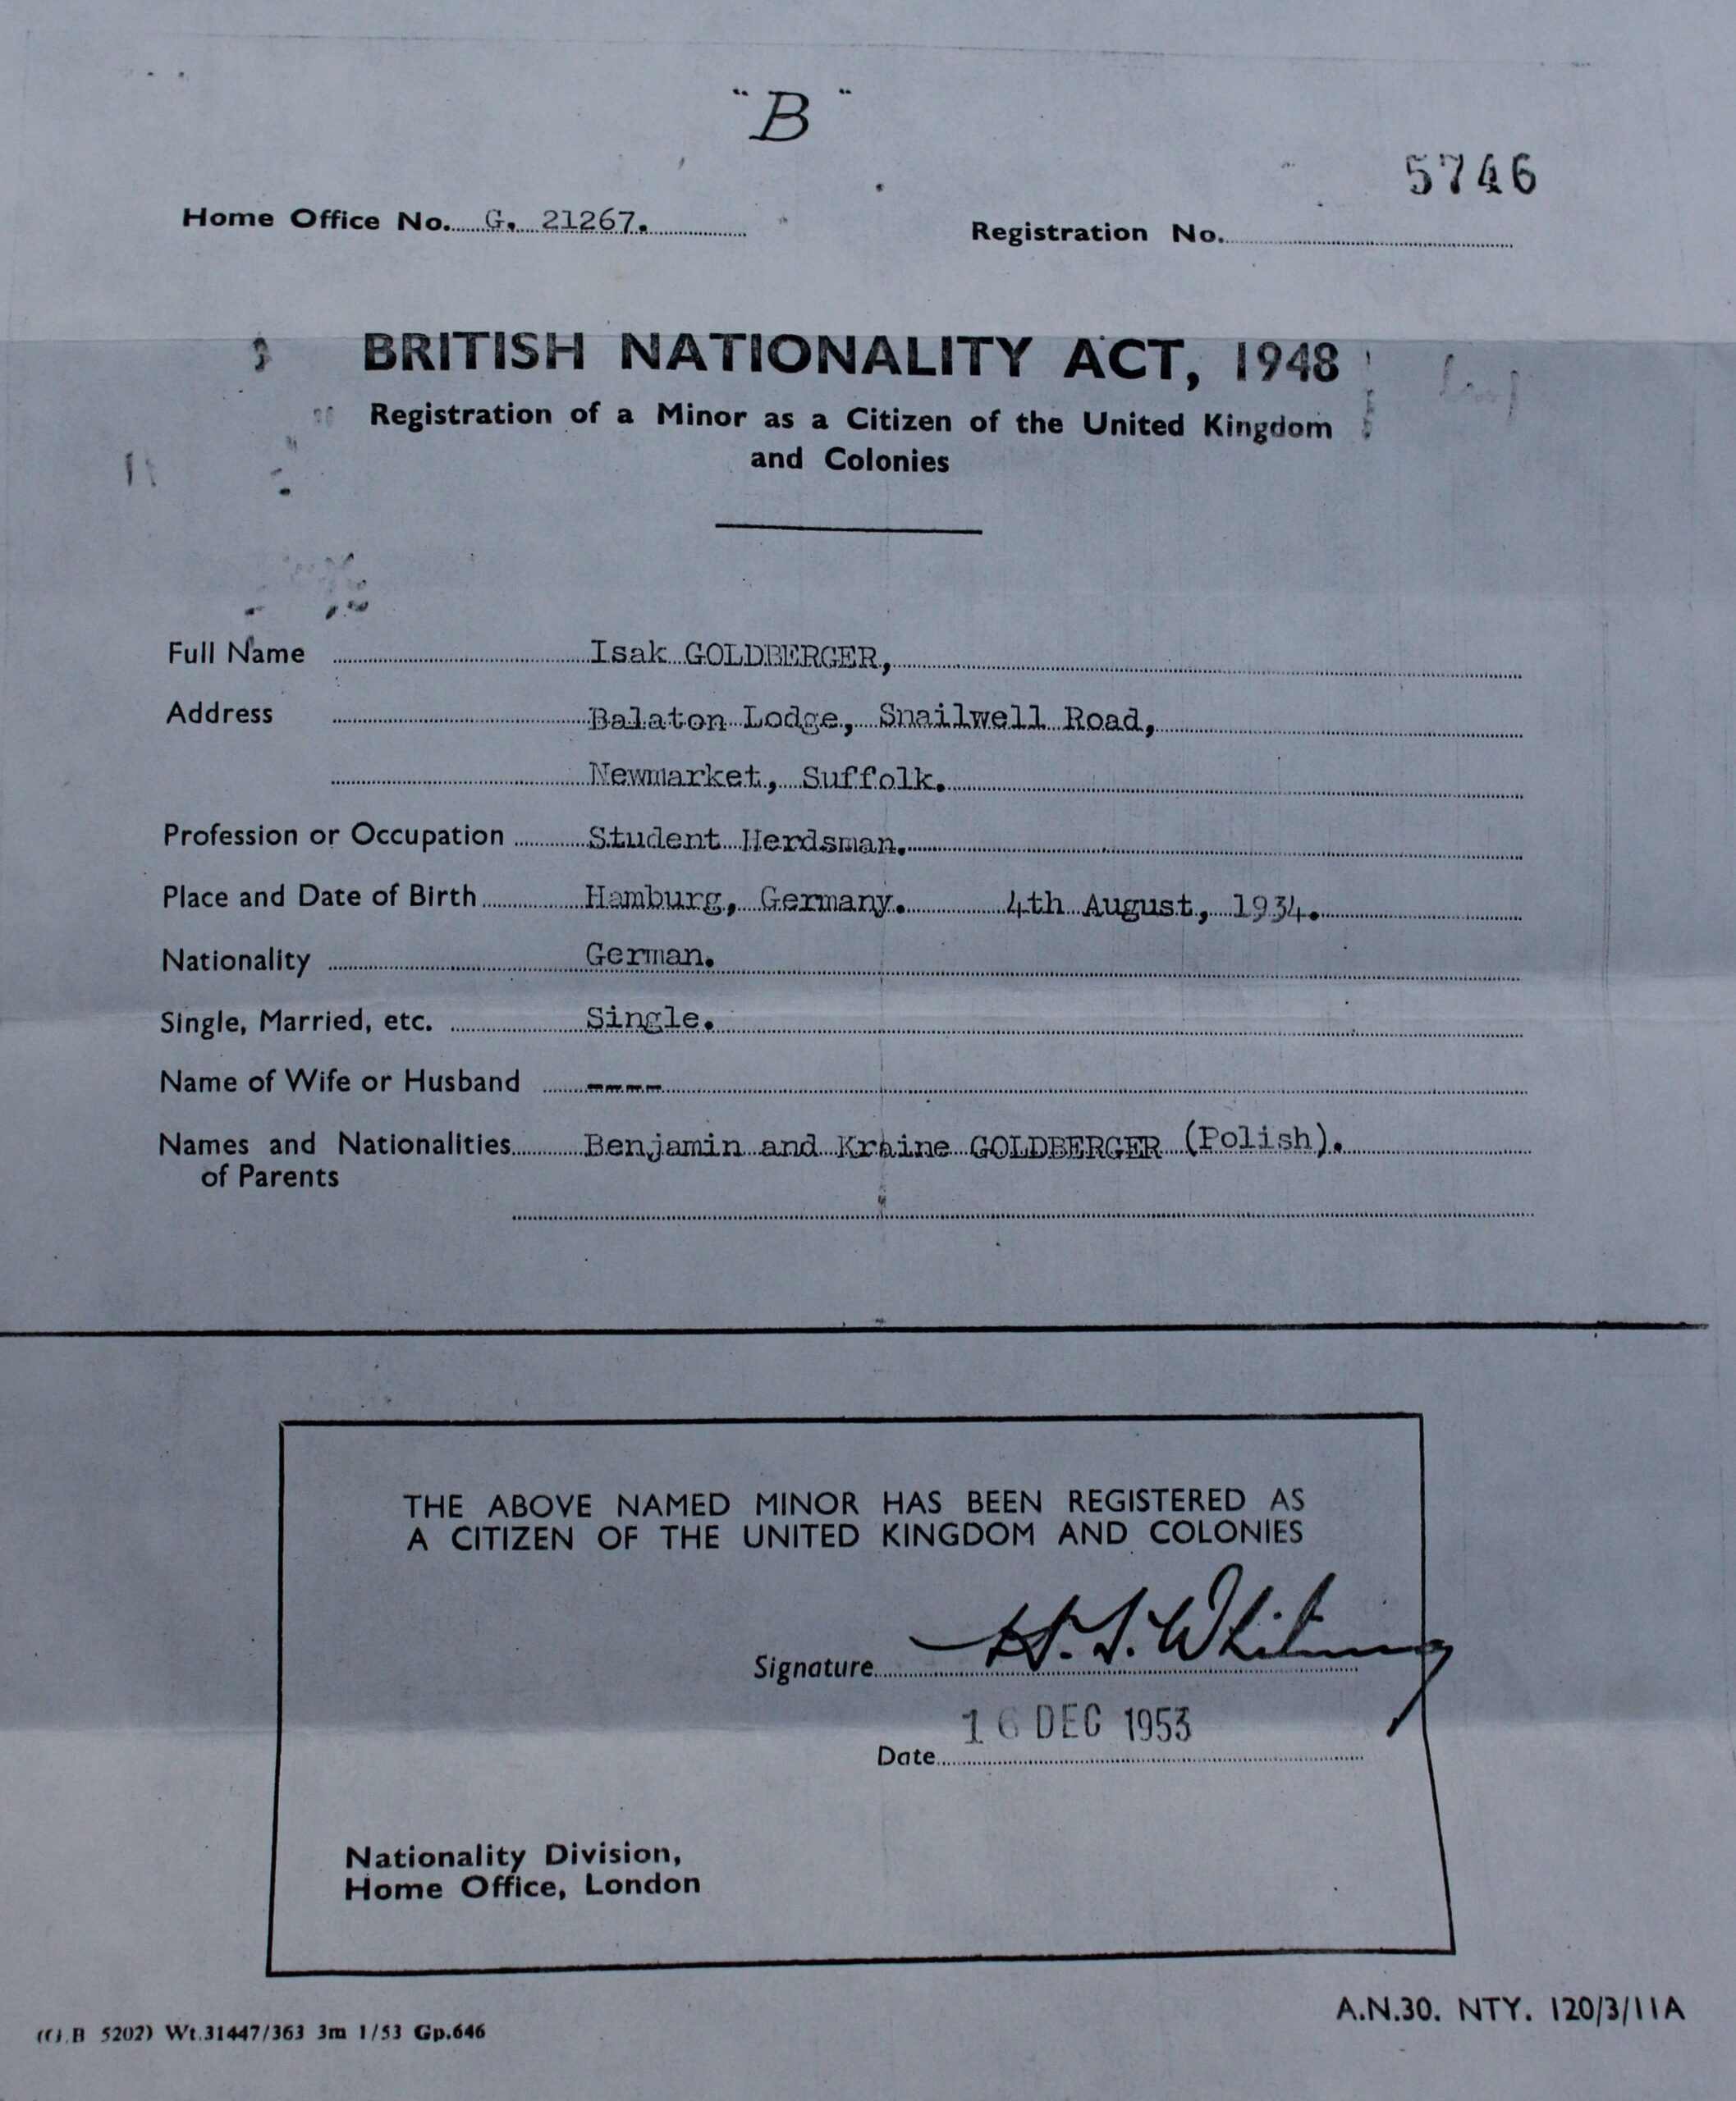 "B"
5746
Home Office No. G. 21267.
Registration No.
BRITISH NATIONALITY ACT, 1948
Registration of a Minor as a Citizen of the United Kingdom
and Colonies
Full Name Isak GOLDBERGER,
Address Balaton Lodge, Snailwell Road,
Newmarket, Suffolk.
Profession or Occupation Student Herdsman.
Place and Date of Birth Hamburg, Germany. 4th August, 1934.
Nationality German.
Single, Married, etc. Single.
Name of Wife or Husband ----
Names and Nationalities Benjamin and Kraine GOLDBERGER (Polish).
of Parents
THE ABOVE NAMED MINOR HAS BEEN REGISTERED AS
A CITIZEN OF THE UNITED KINGDOM AND COLONIES
Signature H. S. Whiting
16 DEC 1953
Date
Nationality Division,
Home Office, London
A.N.30. NTY. 120/3/11A
5202) Wt.31447/363 3m 1/53 Gp.646